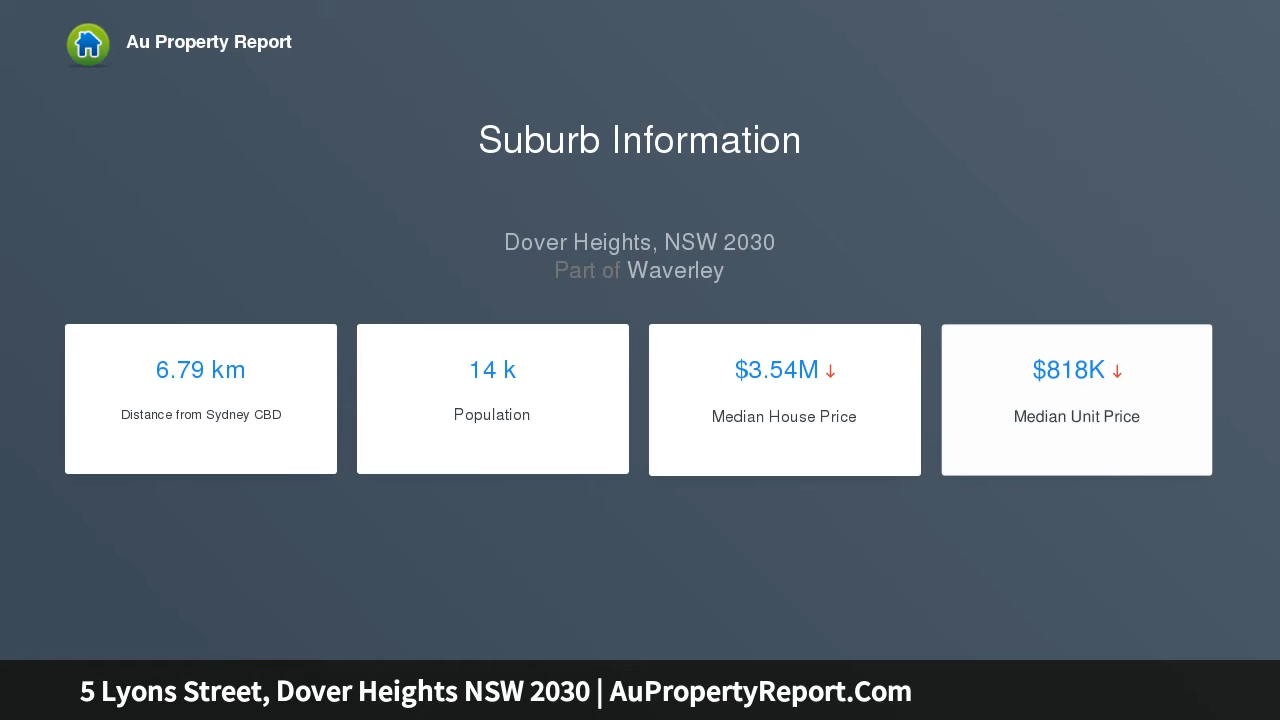 Au Property Report
Suburb Information
Dover Heights, NSW 2030
Part of Waverley
6.79 km
Distance from Sydney CBD
14 k
Population
$3.54M ↓
Median House Price
$818K ↓
Median Unit Price
5 Lyons Street, Dover Heights NSW 2030 | AuPropertyReport.Com